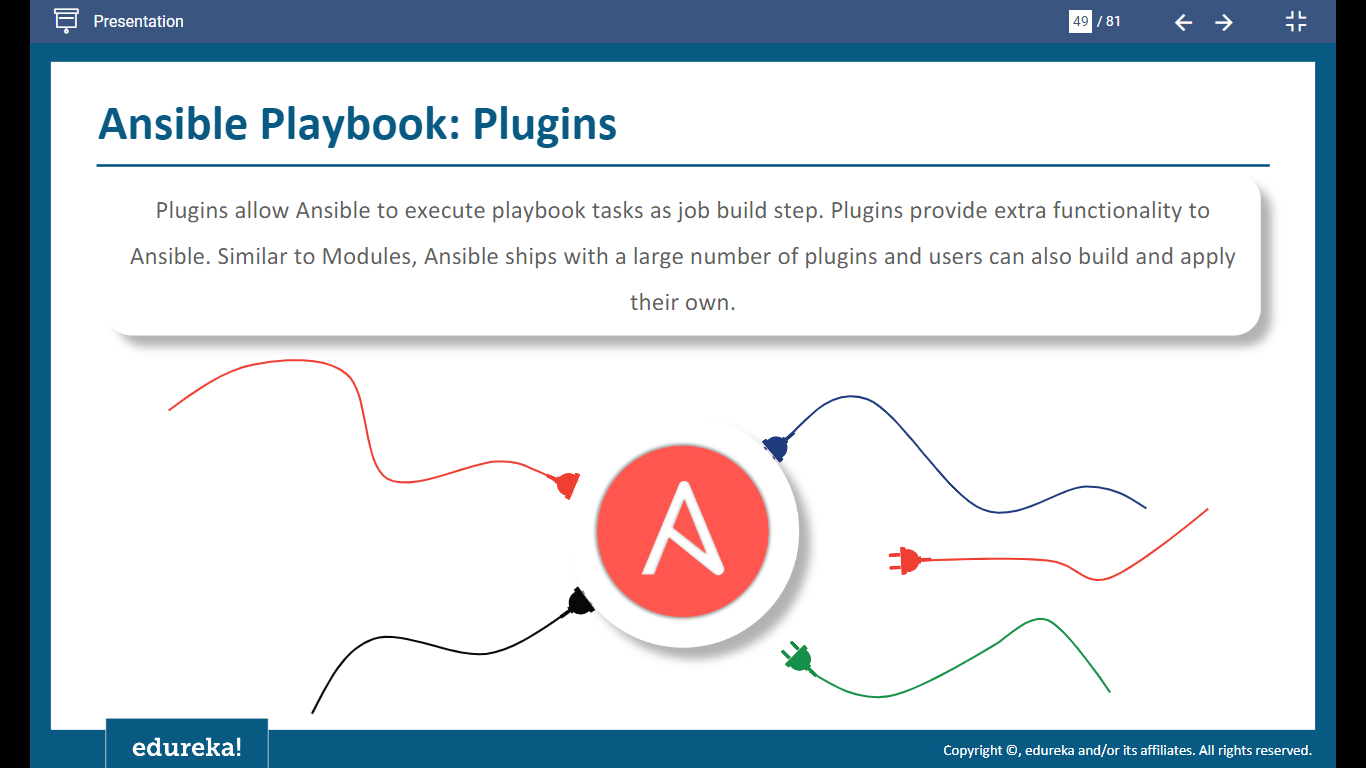 Presentation
49 / 81
Ansible Playbook: Plugins
Plugins allow Ansible to execute playbook tasks as job build step. Plugins provide extra functionality to
Ansible. Similar to Modules, Ansible ships with a large number of plugins and users can also build and apply
their own.
edureka!
Copyright ©, edureka and/or its affiliates. All rights reserved.